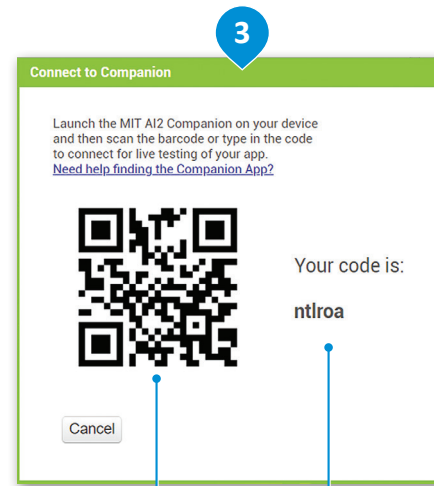 3
Connect to Companion
Launch the MIT AI2 Companion on your device
and then scan the barcode or type in the code
to connect for live testing of your app.
Need help finding the Companion App?
Your code is:
ntlroa
Cancel